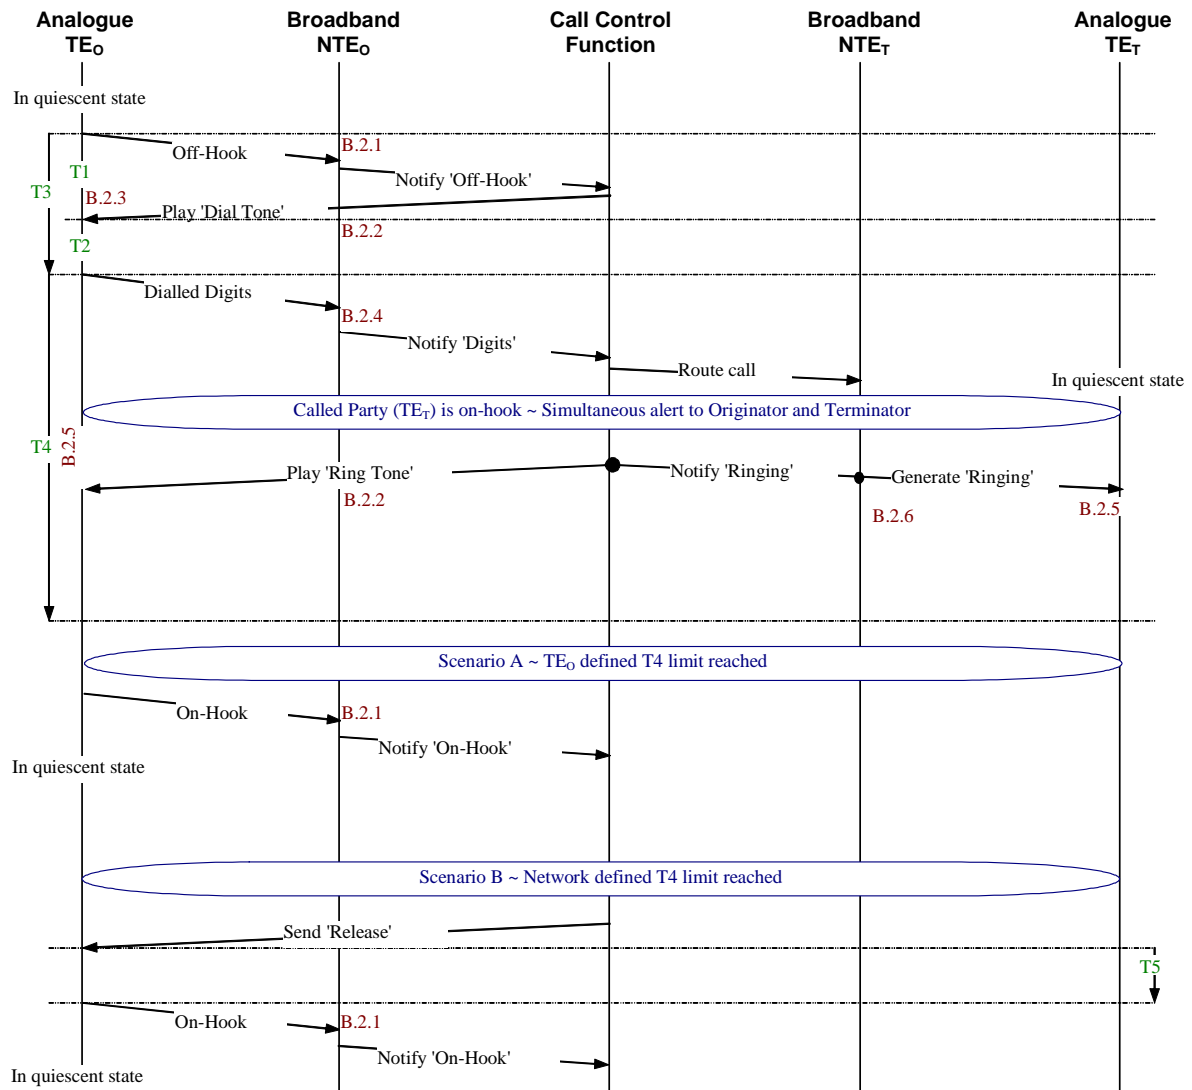 Analogue Broadband Call Control Broadband Analogue
TEO NTEO Function NTET TET
In quiescent state
Off-Hook B.2.1
T1
Notify 'Off-Hook'
T3 B.2.3
Play 'Dial Tone'
B.2.2
T2
Dialled Digits
B.2.4
Notify 'Digits'
Route call
In quiescent state
Called Party (TET) is on-hook ~ Simultaneous alert to Originator and Terminator
T4 B.2.5
Play 'Ring Tone' Notify 'Ringing' Generate 'Ringing'
B.2.2 B.2.6 B.2.5
Scenario A ~ TEO defined T4 limit reached
On-Hook B.2.1
Notify 'On-Hook'
In quiescent state
Scenario B ~ Network defined T4 limit reached
Send 'Release'
T5
On-Hook B.2.1
Notify 'On-Hook'
In quiescent state